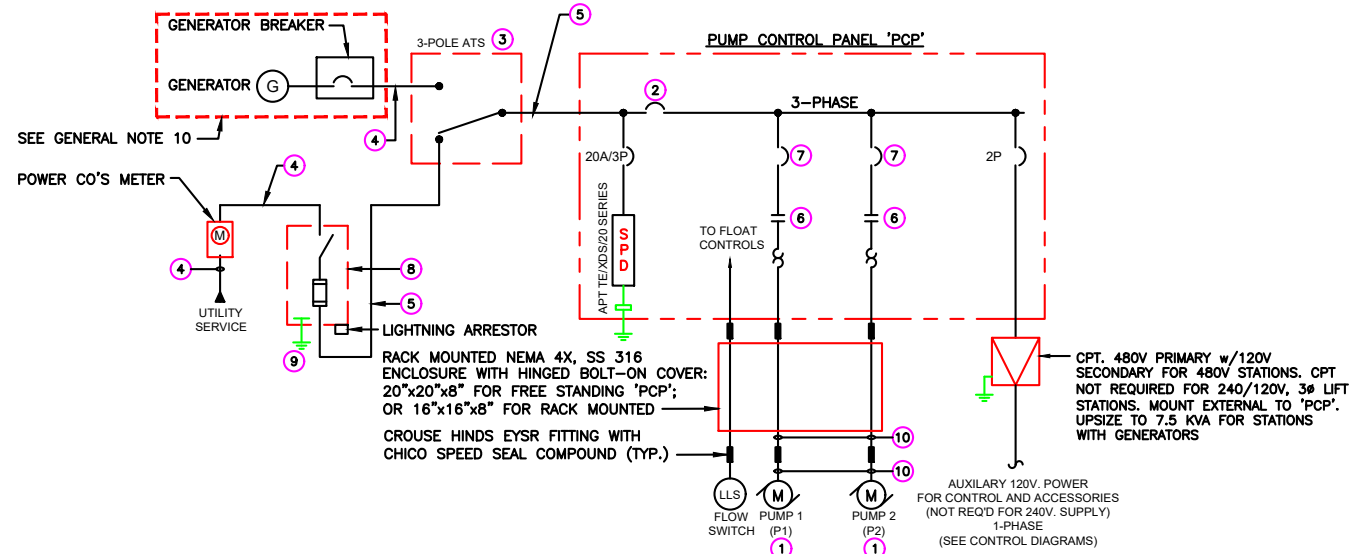 GENERATOR BREAKER
GENERATOR
G
SEE GENERAL NOTE 10
4
3-POLE ATS 3
5
PUMP CONTROL PANEL 'PCP'
2
3-PHASE
20A/3P
7
7
2P
6
6
APT TE/XDS/20 SERIES
SPD
TO FLOAT
CONTROLS
POWER CO'S METER
4
M
4
UTILITY
SERVICE
8
5
LIGHTNING ARRESTOR
9
RACK MOUNTED NEMA 4X, SS 316
ENCLOSURE WITH HINGED BOLT-ON COVER:
20"x20"x8" FOR FREE STANDING 'PCP';
OR 16"x16"x8" FOR RACK MOUNTED
CROUSE HINDS EYSR FITTING WITH
CHICO SPEED SEAL COMPOUND (TYP.)
10
10
LLS
FLOW
SWITCH
M
PUMP 1
(P1)
1
M
PUMP 2
(P2)
1
CPT. 480V PRIMARY w/120V
SECONDARY FOR 480V STATIONS. CPT
NOT REQUIRED FOR 240/120V, 3ø LIFT
STATIONS. MOUNT EXTERNAL TO 'PCP'.
UPSIZE TO 7.5 KVA FOR STATIONS
WITH GENERATORS
AUXILARY 120V. POWER
FOR CONTROL AND ACCESSORIES
(NOT REQ'D FOR 240V. SUPPLY)
1-PHASE
(SEE CONTROL DIAGRAMS)